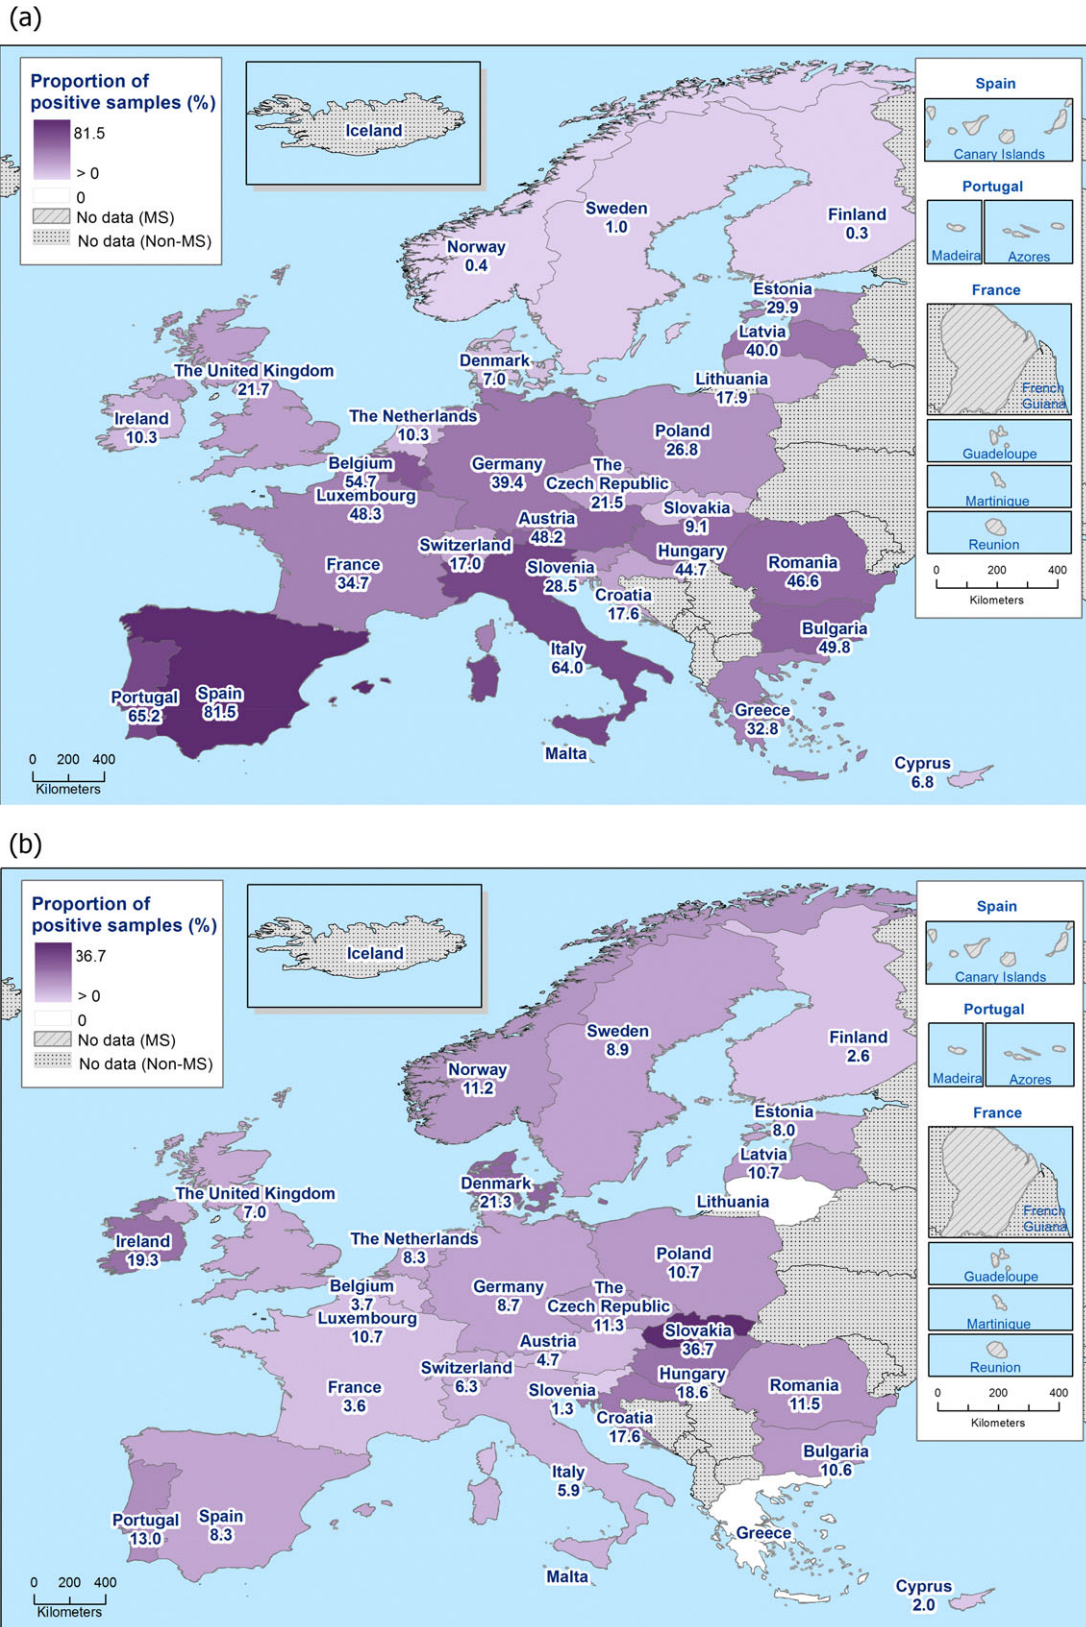 (a)
Proportion of
positive samples (%)
81.5
> 0
0
No data (MS)
No data (Non-MS)
Iceland
Spain
Canary Islands
Portugal
Madeira
Azores
France
French
Guiana
Guadeloupe
Martinique
Reunion
0 200 400
Kilometers
Sweden
1.0
Finland
0.3
Norway
0.4
Estonia
29.9
Latvia
40.0
Denmark
7.0
Lithuania
17.9
The United Kingdom
21.7
Ireland
10.3
The Netherlands
10.3
Poland
26.8
Belgium
54.7
Germany
39.4
The
Czech Republic
21.5
Luxembourg
48.3
Slovakia
9.1
Austria
48.2
Switzerland
17.0
Hungary
44.7
France
34.7
Slovenia
28.5
Romania
46.6
Croatia
17.6
Bulgaria
49.8
Italy
64.0
Portugal
65.2
Spain
81.5
Greece
32.8
Malta
Cyprus
6.8
0 200 400
Kilometers
(b)
Proportion of
positive samples (%)
36.7
> 0
0
No data (MS)
No data (Non-MS)
Iceland
Spain
Canary Islands
Portugal
Madeira
Azores
France
French
Guiana
Guadeloupe
Martinique
Reunion
0 200 400
Kilometers
Sweden
8.9
Finland
2.6
Norway
11.2
Estonia
8.0
Latvia
10.7
Denmark
21.3
Lithuania
The United Kingdom
7.0
Ireland
19.3
The Netherlands
8.3
Poland
10.7
Belgium
3.7
Germany
8.7
The
Czech Republic
11.3
Luxembourg
10.7
Slovakia
36.7
Austria
4.7
Switzerland
6.3
Hungary
18.6
France
3.6
Slovenia
1.3
Romania
11.5
Croatia
17.6
Bulgaria
10.6
Italy
5.9
Portugal
13.0
Spain
8.3
Greece
Malta
Cyprus
2.0
0 200 400
Kilometers